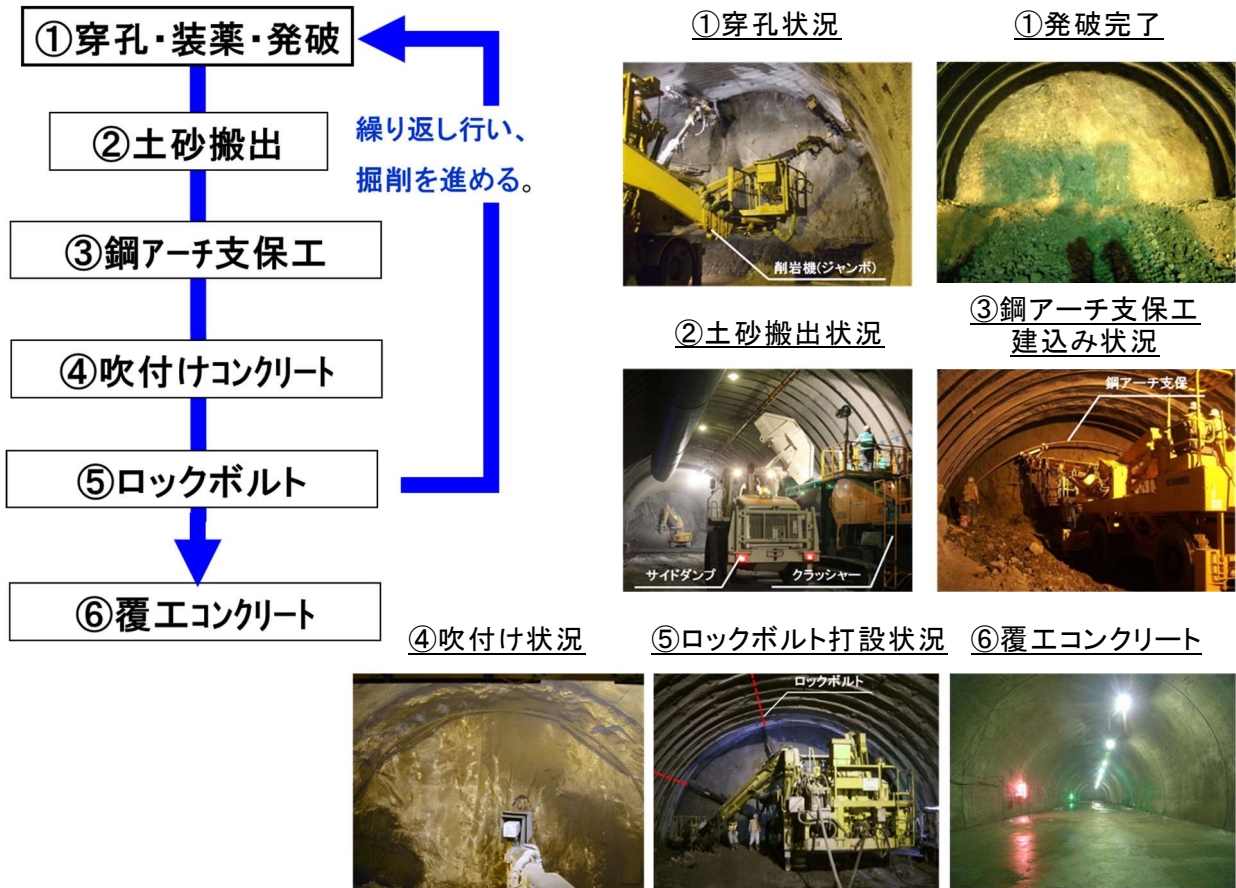 ①穿孔・装薬・発破
②土砂搬出
③鋼アーチ支保工
④吹付けコンクリート
⑤ロックボルト
⑥覆工コンクリート
繰り返し行い、
掘削を進める。
①穿孔状況
削岩機(ジャンボ)
①発破完了
②土砂搬出状況
サイドダンプ
クラッシャー
③鋼アーチ支保工
建込み状況
鋼アーチ支保
④吹付け状況
⑤ロックボルト打設状況
ロックボルト
⑥覆工コンクリート